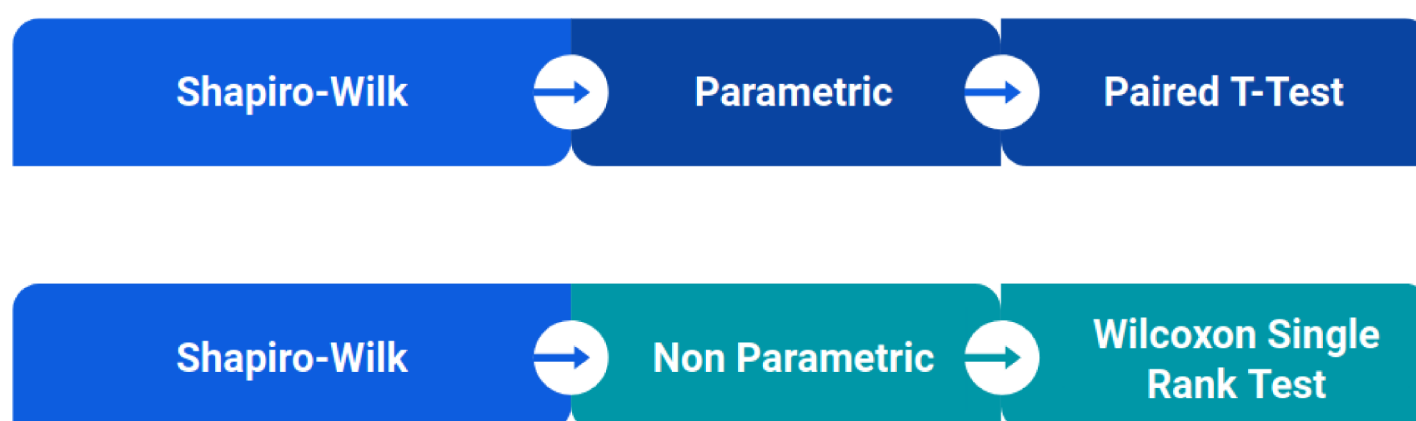 Shapiro-Wilk
Parametric
Paired T-Test
Shapiro-Wilk
Non Parametric
Wilcoxon Single
Rank Test